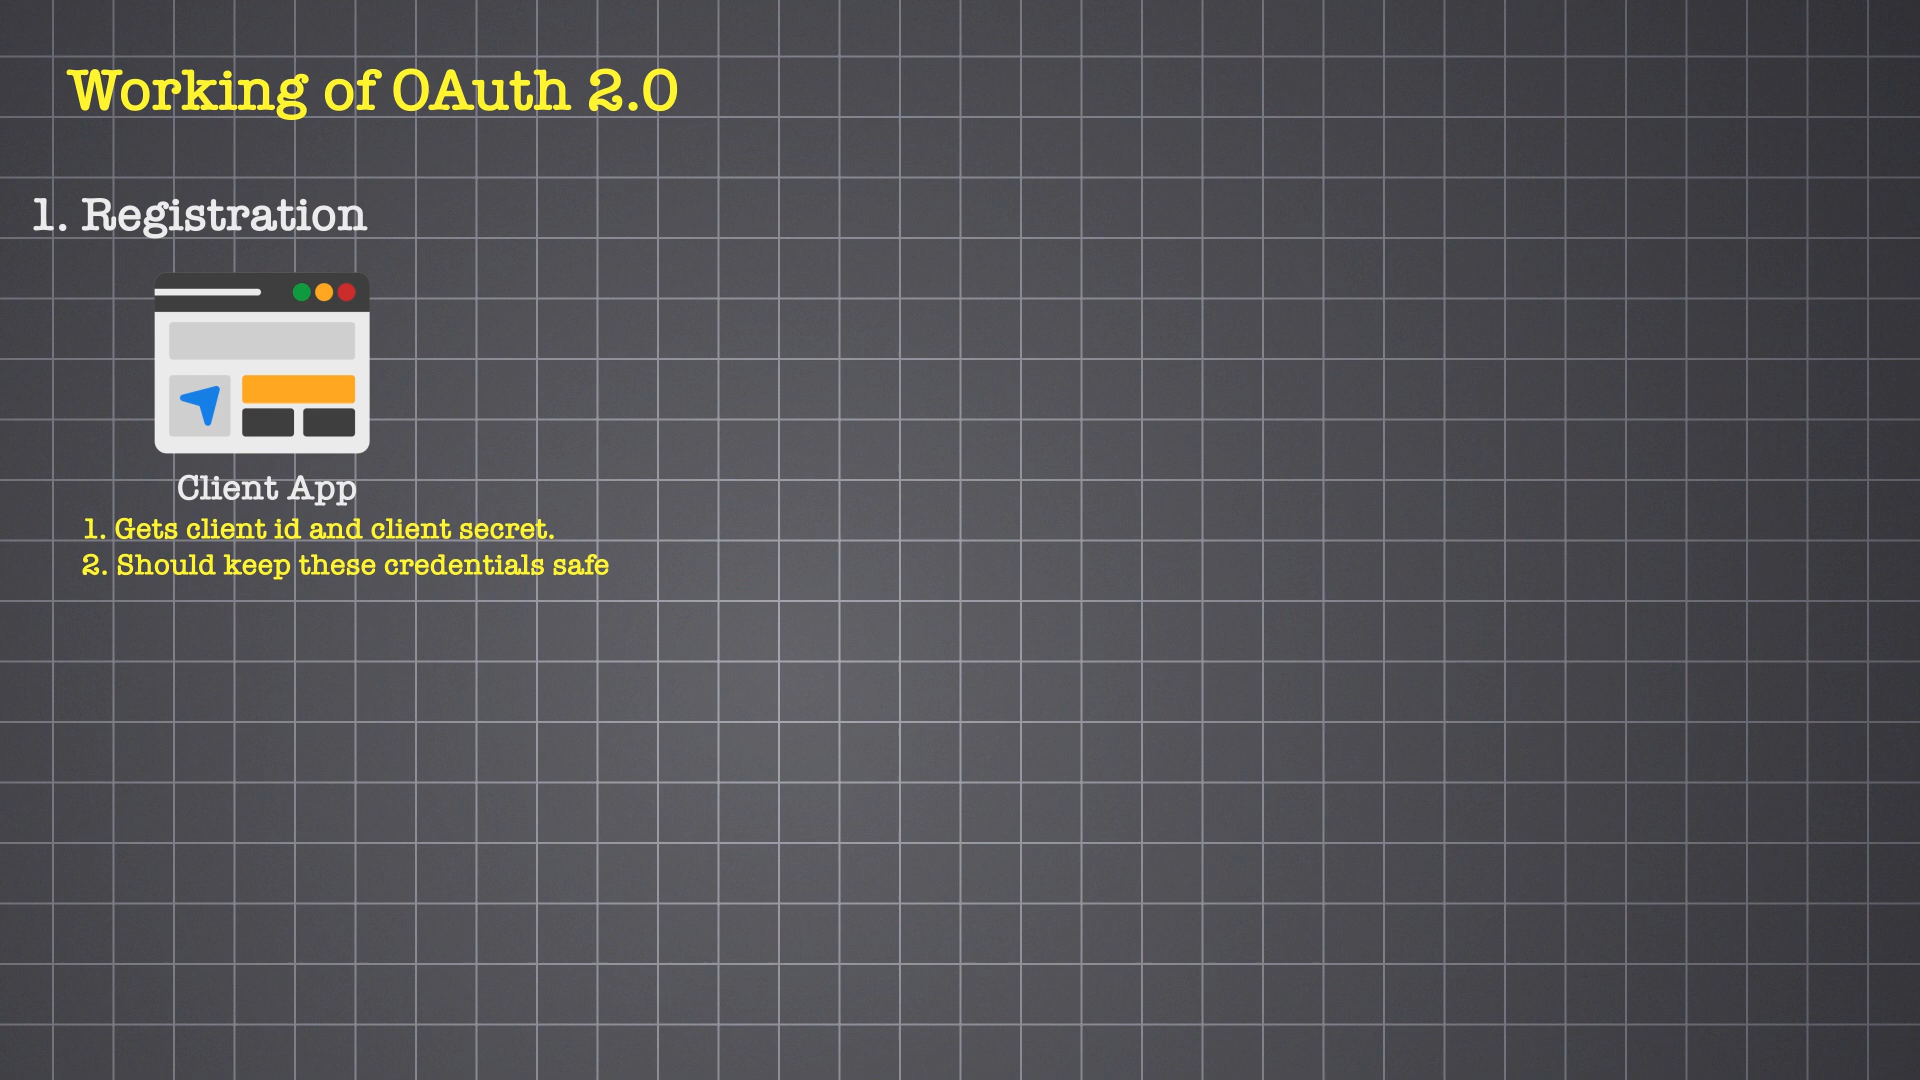 Working of OAuth 2.0
1. Registration
Client App
1. Gets client id and client secret.
2. Should keep these credentials safe